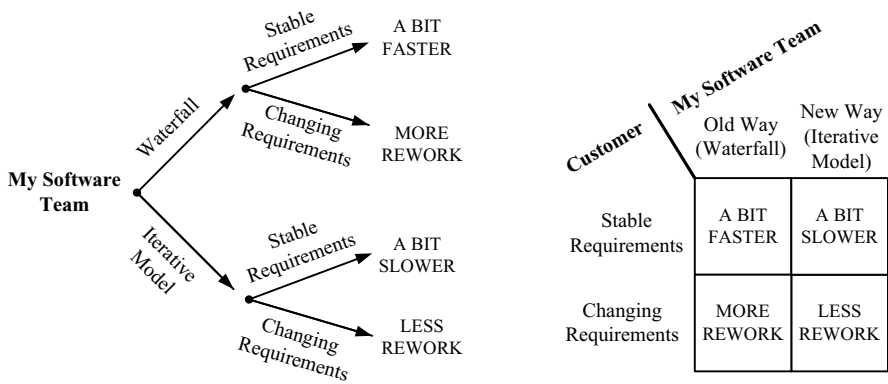 My Software
Team
Waterfall
Iterative
Model
Stable
Requirements
A BIT
FASTER
Changing
Requirements
MORE
REWORK
Stable
Requirements
A BIT
SLOWER
Changing
Requirements
LESS
REWORK
My Software Team
Customer
Old Way
(Waterfall)
New Way
(Iterative
Model)
Stable
Requirements
A BIT
FASTER
A BIT
SLOWER
Changing
Requirements
MORE
REWORK
LESS
REWORK